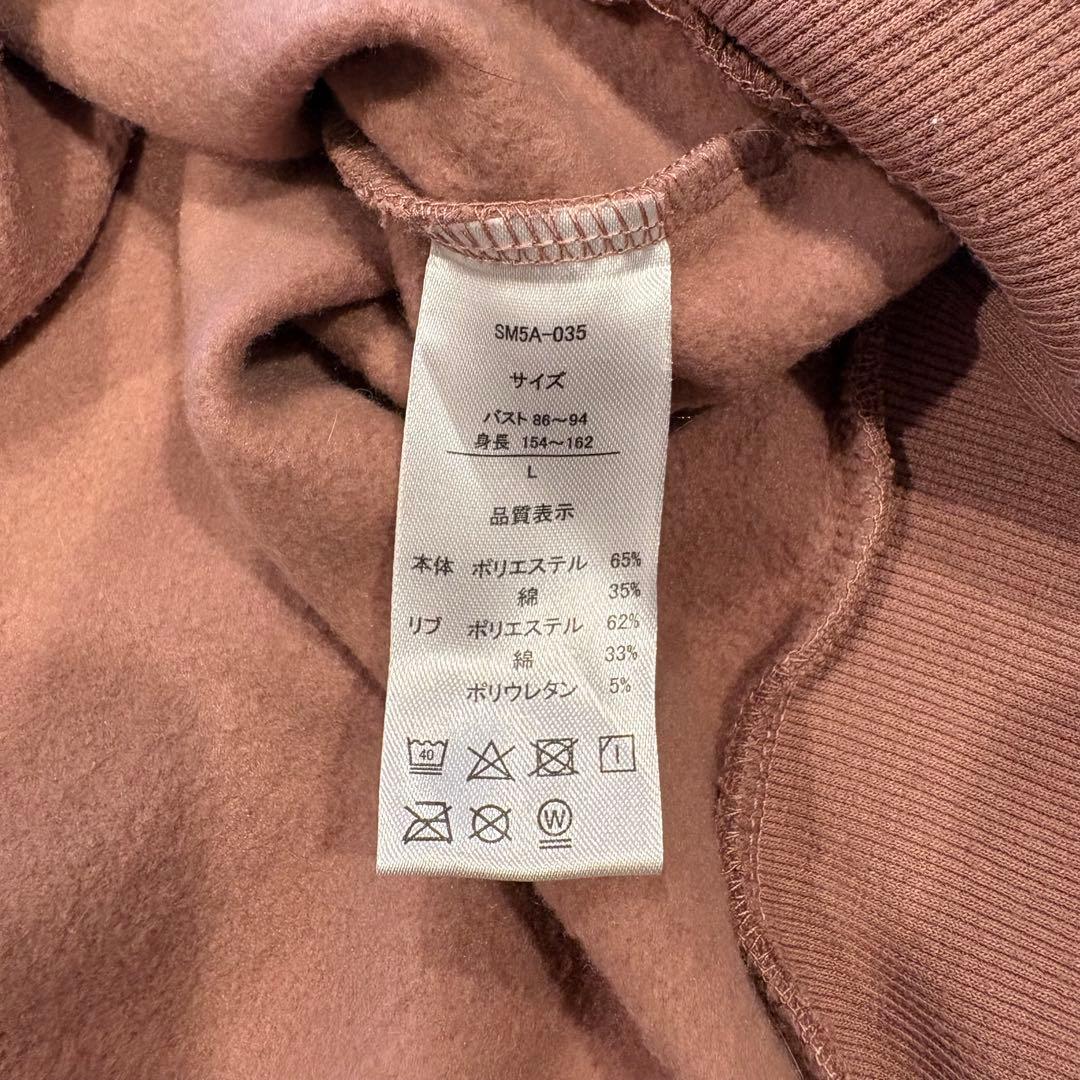 SM5A-035
サイズ
バスト 86～94
身長 154～162
L
品質表示
本体 ポリエステル 65%
綿 35%
リブ ポリエステル 62%
綿 33%
ポリウレタン 5%
40
W